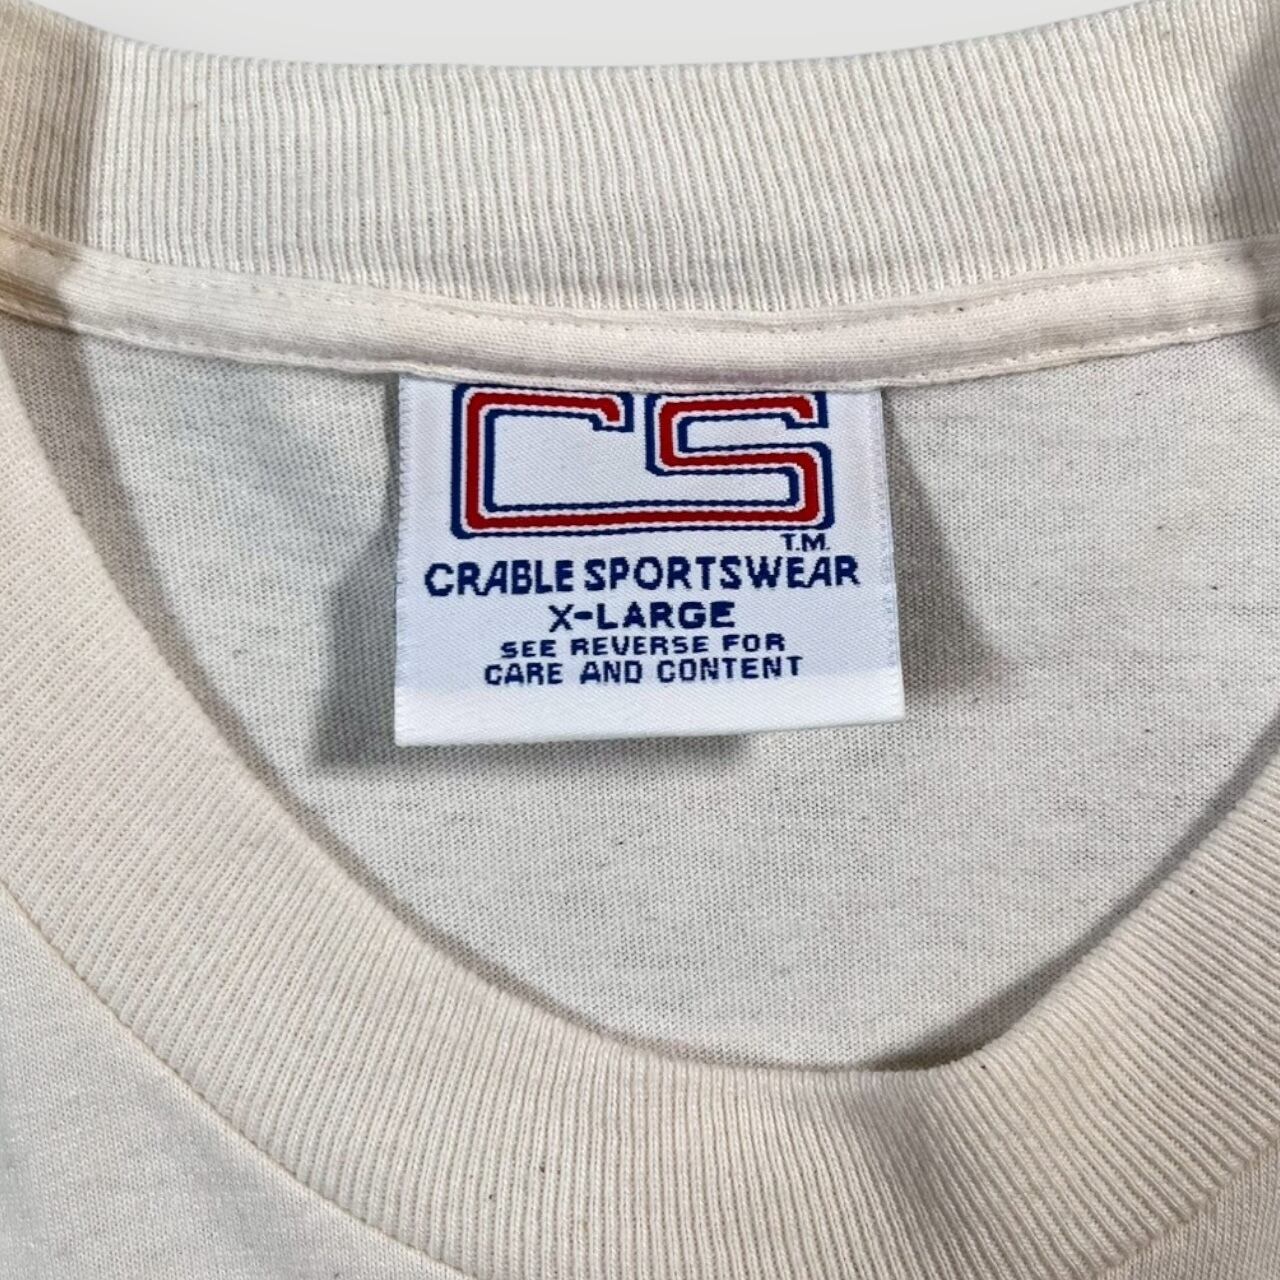 CS
T.M.
CRABLE SPORTSWEAR
X-LARGE
SEE REVERSE FOR
CARE AND CONTENT